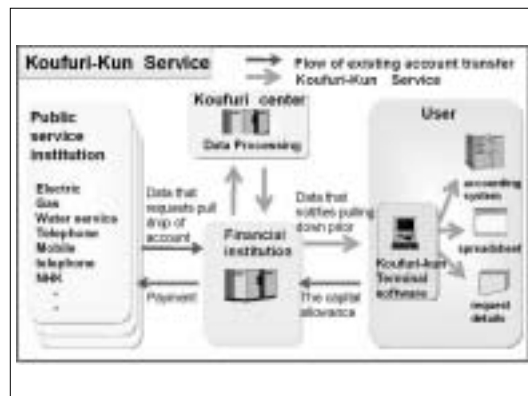 Koufuri-Kun Service
Flow of existing account transfer
Koufuri-Kun Service
Public
service
institution
Electric
Gas
Water service
Telephone
Mobile
telephone
NHK
-
-
Koufuri center
Data Processing
Data that
requests pull
drop of
account
Payment
Financial
institution
Data that
notifies pulling
down prior
The capital
allowance
User
Koufuri-kun
Terminal
software
accounting
system
spreadsheet
request
details